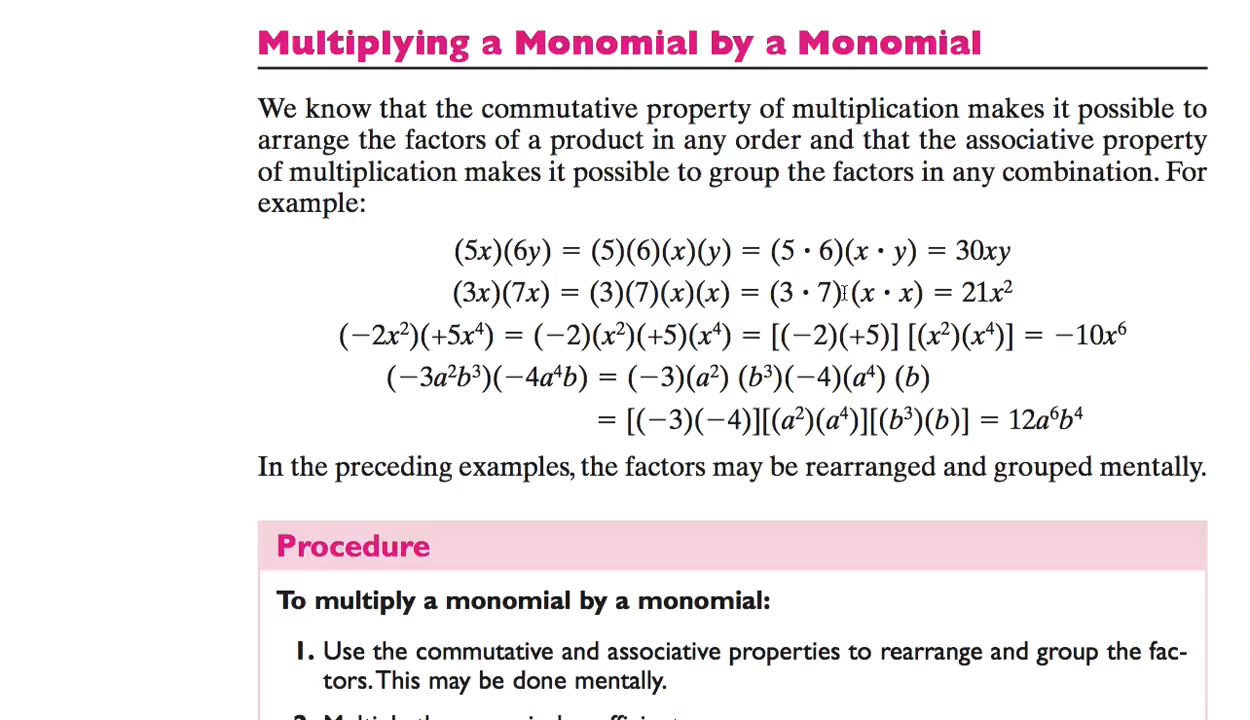 Multiplying a Monomial by a Monomial
We know that the commutative property of multiplication makes it possible to
arrange the factors of a product in any order and that the associative property
of multiplication makes it possible to group the factors in any combination. For
example:
(5x)(6y) = (5)(6)(x)(y) = (5 · 6)(x · y) = 30xy
(3x)(7x) = (3)(7)(x)(x) = (3 · 7)(x · x) = 21x²
(−2x²)(+5x⁴) = (−2)(x²)(+5)(x⁴) = [(−2)(+5)] [(x²)(x⁴)] = −10x⁶
(−3a²b³)(−4a⁴b) = (−3)(a²) (b³)(−4)(a⁴) (b)
= [(−3)(−4)][(a²)(a⁴)][(b³)(b)] = 12a⁶b⁴
In the preceding examples, the factors may be rearranged and grouped mentally.
Procedure
To multiply a monomial by a monomial:
1. Use the commutative and associative properties to rearrange and group the fac-
tors. This may be done mentally.